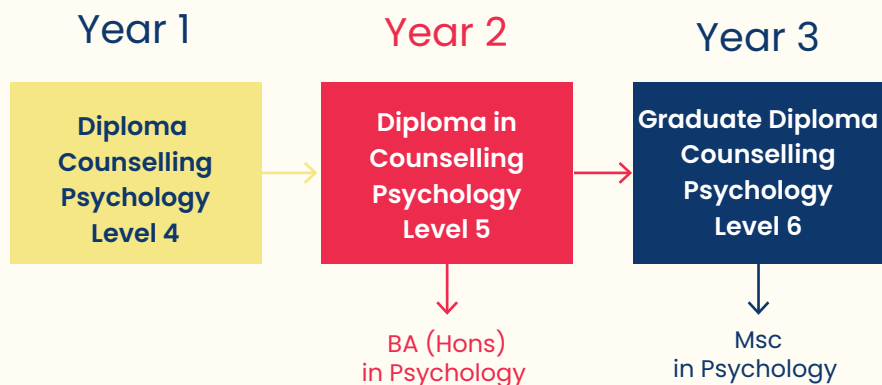 Year 1
Year 2
Year 3
Diploma
Counselling
Psychology
Level 4
Diploma in
Counselling
Psychology
Level 5
Graduate Diploma
Counselling
Psychology
Level 6
BA (Hons)
in Psychology
Msc
in Psychology